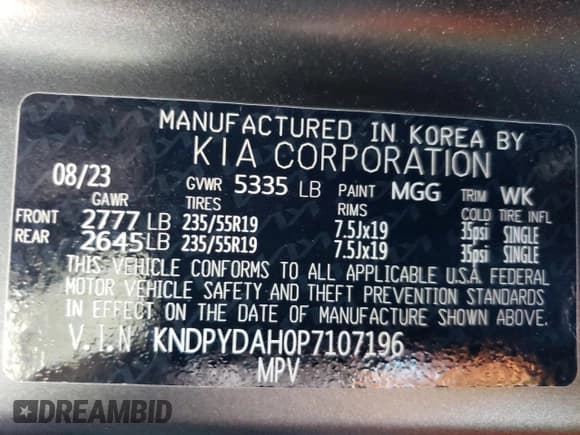 MANUFACTURED IN KOREA BY
KIA CORPORATION
08/23 GVWR 5335 LB PAINT MGG TRIM WK
GAWR TIRES RIMS COLD TIRE INFL
FRONT 2777 LB 235/55R19 7.5Jx19 35psi SINGLE
REAR 2645 LB 235/55R19 7.5Jx19 35psi SINGLE
THIS VEHICLE CONFORMS TO ALL APPLICABLE U.S.A. FEDERAL
MOTOR VEHICLE SAFETY AND THEFT PREVENTION STANDARDS
IN EFFECT ON THE DATE OF MANUFACTURE SHOWN ABOVE.
V.I.N KNDPYDAH0P7107196
MPV
DREAMBID